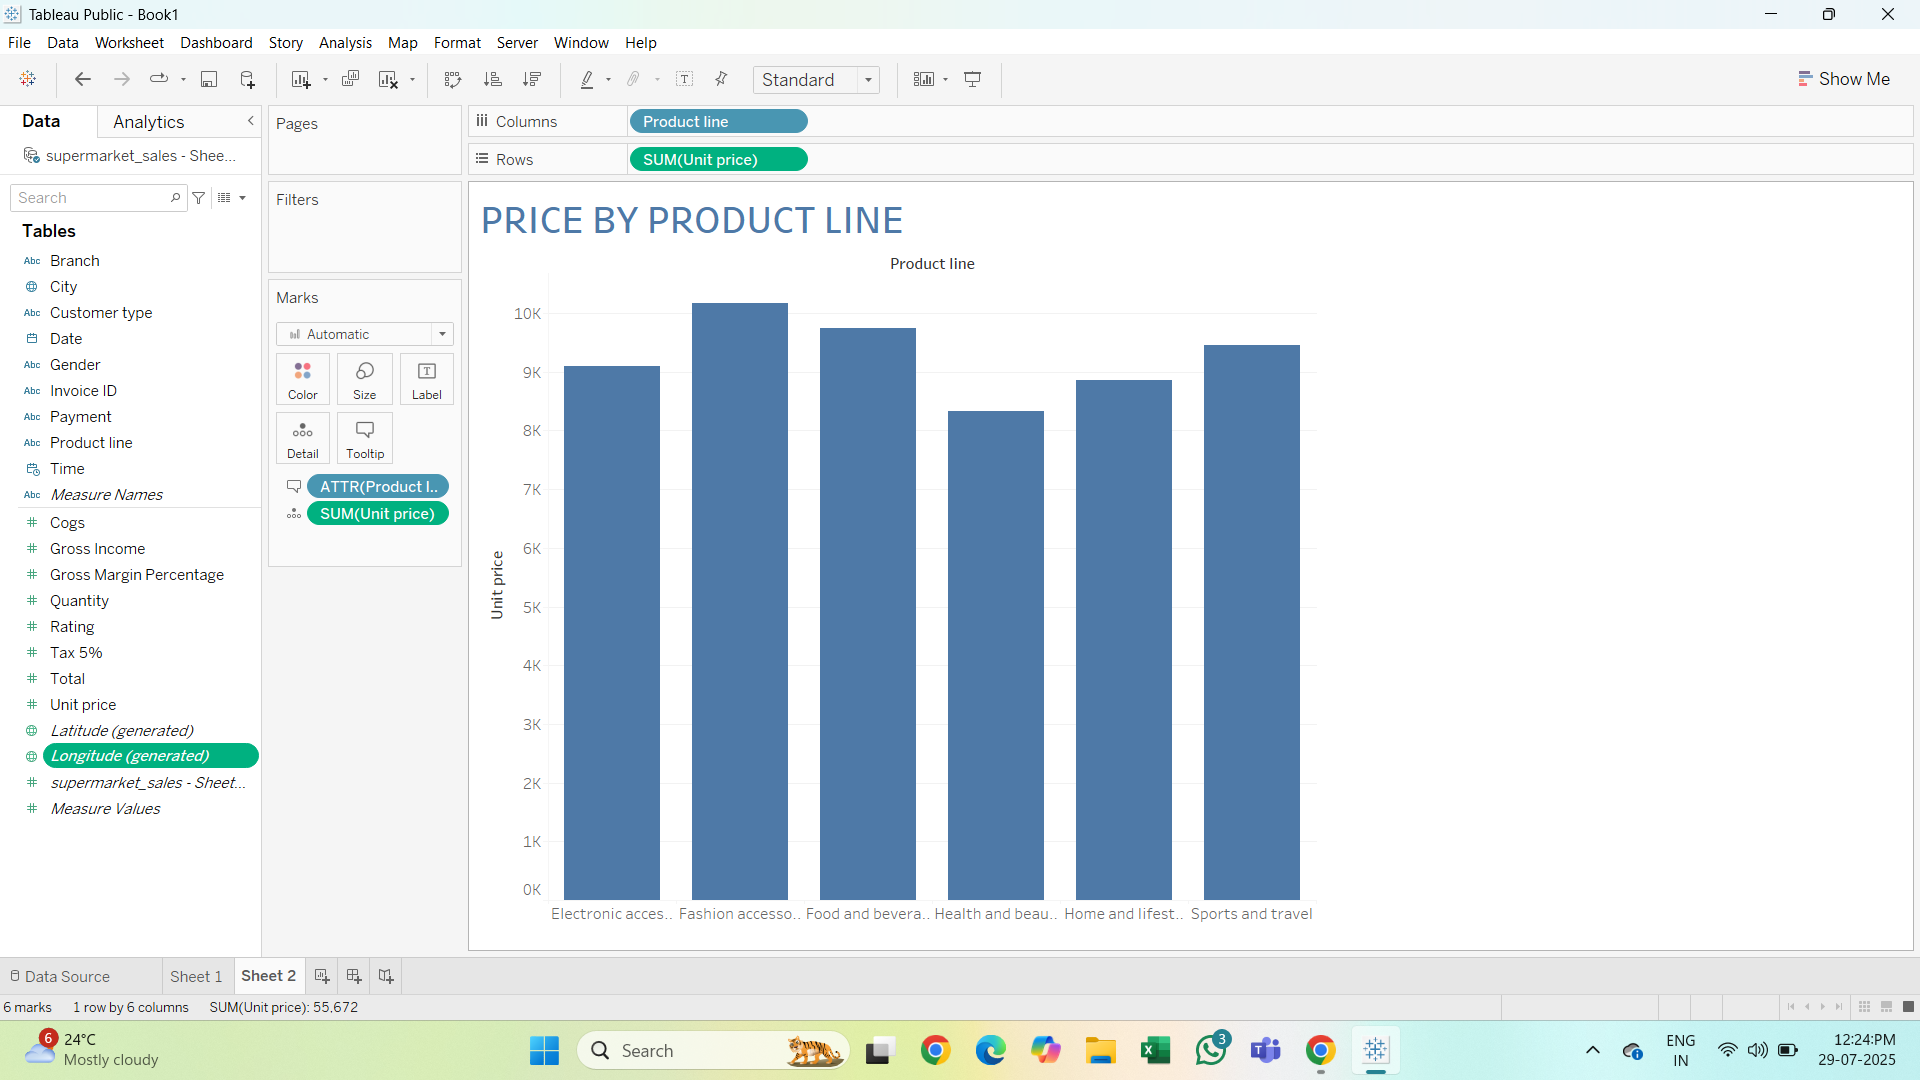 Tableau Public - Book1
File Data Worksheet Dashboard Story Analysis Map Format Server Window Help
Standard
Show Me
Data Analytics
supermarket_sales - Shee...
Search
Tables
Abc Branch
City
Abc Customer type
Date
Abc Gender
Abc Invoice ID
Abc Payment
Abc Product line
Time
Abc Measure Names
# Cogs
# Gross Income
# Gross Margin Percentage
# Quantity
# Rating
# Tax 5%
# Total
# Unit price
Latitude (generated)
Longitude (generated)
# supermarket_sales - Sheet...
# Measure Values
Pages
Filters
Marks
Automatic
Color Size Label
Detail Tooltip
ATTR(Product l..
SUM(Unit price)
Columns Product line
Rows SUM(Unit price)
PRICE BY PRODUCT LINE
Product line
Unit price
10K
9K
8K
7K
6K
5K
4K
3K
2K
1K
0K
Electronic acces.. Fashion accesso.. Food and bevera.. Health and beau.. Home and lifest.. Sports and travel
Data Source Sheet 1 Sheet 2
6 marks 1 row by 6 columns SUM(Unit price): 55,672
6
24°C
Mostly cloudy
Search
3
ENG
IN
12:24:PM
29-07-2025